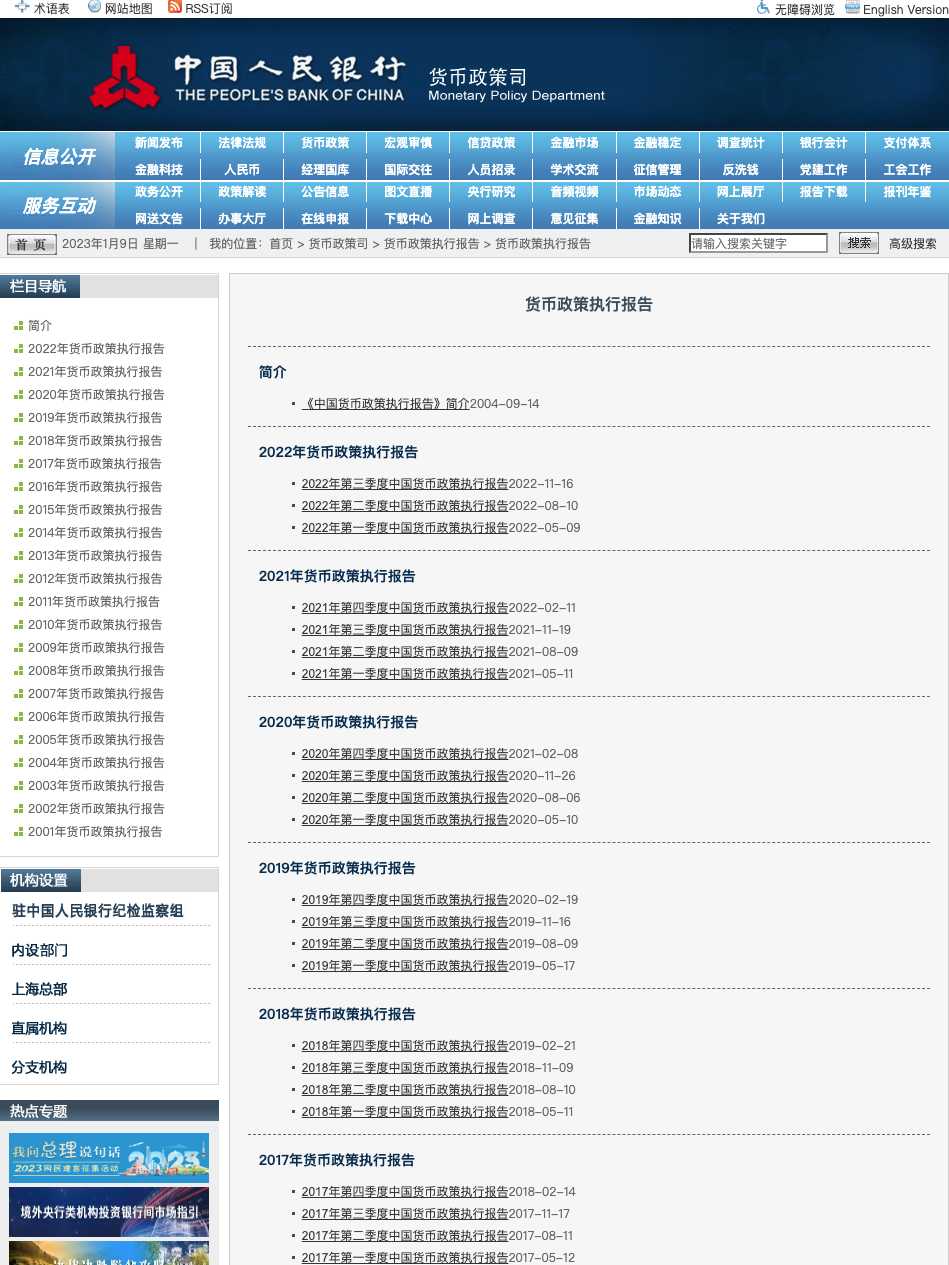 术语表 网站地图 RSS订阅 无障碍浏览 English Version
中国人民银行 货币政策司
THE PEOPLE'S BANK OF CHINA Monetary Policy Department
信息公开
新闻发布 法律法规 货币政策 宏观审慎 信贷政策 金融市场 金融稳定 调查统计 银行会计 支付体系
金融科技 人民币 经理国库 国际交往 人员招录 学术交流 征信管理 反洗钱 党建工作 工会工作
服务互动
政务公开 政策解读 公告信息 图文直播 央行研究 音频视频 市场动态 网上展厅 报告下载 报刊年鉴
网送文告 办事大厅 在线申报 下载中心 网上调查 意见征集 金融知识 关于我们
首 页 2023年1月9日 星期一 | 我的位置：首页 > 货币政策司 > 货币政策执行报告 > 货币政策执行报告 请输入搜索关键字 搜索 高级搜索
栏目导航
简介
2022年货币政策执行报告
2021年货币政策执行报告
2020年货币政策执行报告
2019年货币政策执行报告
2018年货币政策执行报告
2017年货币政策执行报告
2016年货币政策执行报告
2015年货币政策执行报告
2014年货币政策执行报告
2013年货币政策执行报告
2012年货币政策执行报告
2011年货币政策执行报告
2010年货币政策执行报告
2009年货币政策执行报告
2008年货币政策执行报告
2007年货币政策执行报告
2006年货币政策执行报告
2005年货币政策执行报告
2004年货币政策执行报告
2003年货币政策执行报告
2002年货币政策执行报告
2001年货币政策执行报告
机构设置
驻中国人民银行纪检监察组
内设部门
上海总部
直属机构
分支机构
热点专题
我向总理说句话
2023网民建言征集活动 2023
境外央行类机构投资银行间市场指引
货币政策执行报告
简介
《中国货币政策执行报告》简介2004-09-14
2022年货币政策执行报告
2022年第三季度中国货币政策执行报告2022-11-16
2022年第二季度中国货币政策执行报告2022-08-10
2022年第一季度中国货币政策执行报告2022-05-09
2021年货币政策执行报告
2021年第四季度中国货币政策执行报告2022-02-11
2021年第三季度中国货币政策执行报告2021-11-19
2021年第二季度中国货币政策执行报告2021-08-09
2021年第一季度中国货币政策执行报告2021-05-11
2020年货币政策执行报告
2020年第四季度中国货币政策执行报告2021-02-08
2020年第三季度中国货币政策执行报告2020-11-26
2020年第二季度中国货币政策执行报告2020-08-06
2020年第一季度中国货币政策执行报告2020-05-10
2019年货币政策执行报告
2019年第四季度中国货币政策执行报告2020-02-19
2019年第三季度中国货币政策执行报告2019-11-16
2019年第二季度中国货币政策执行报告2019-08-09
2019年第一季度中国货币政策执行报告2019-05-17
2018年货币政策执行报告
2018年第四季度中国货币政策执行报告2019-02-21
2018年第三季度中国货币政策执行报告2018-11-09
2018年第二季度中国货币政策执行报告2018-08-10
2018年第一季度中国货币政策执行报告2018-05-11
2017年货币政策执行报告
2017年第四季度中国货币政策执行报告2018-02-14
2017年第三季度中国货币政策执行报告2017-11-17
2017年第二季度中国货币政策执行报告2017-08-11
2017年第一季度中国货币政策执行报告2017-05-12